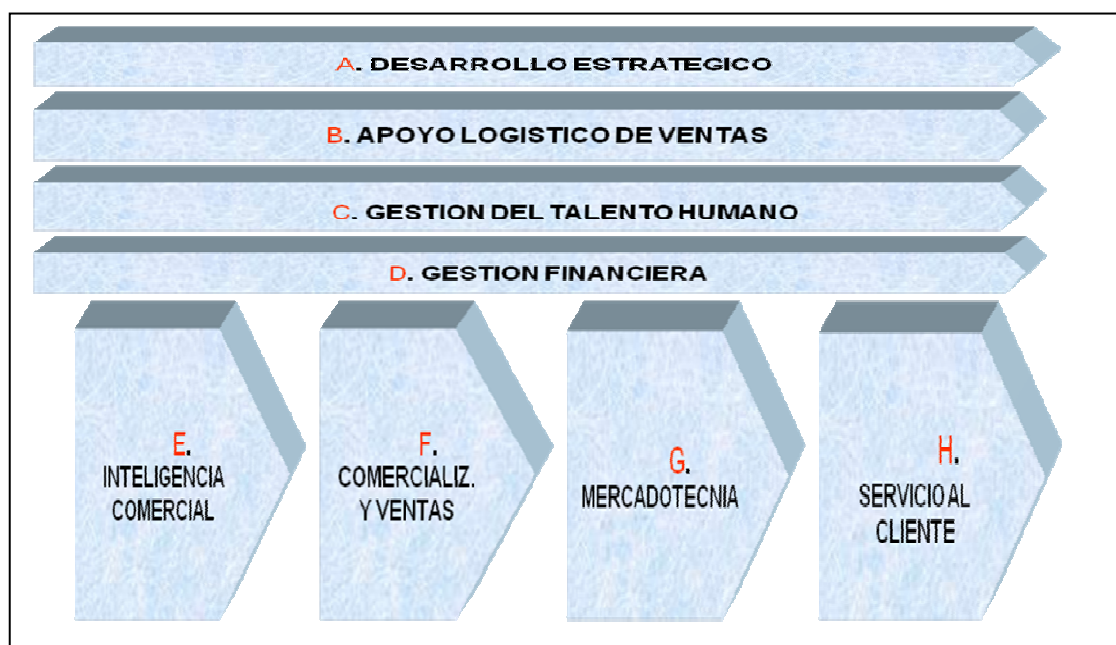 A. DESARROLLO ESTRATEGICO
B. APOYO LOGISTICO DE VENTAS
C. GESTION DEL TALENTO HUMANO
D. GESTION FINANCIERA
E.
INTELIGENCIA
COMERCIAL
F.
COMERCIALIZ.
Y VENTAS
G.
MERCADOTECNIA
H.
SERVICIO AL
CLIENTE